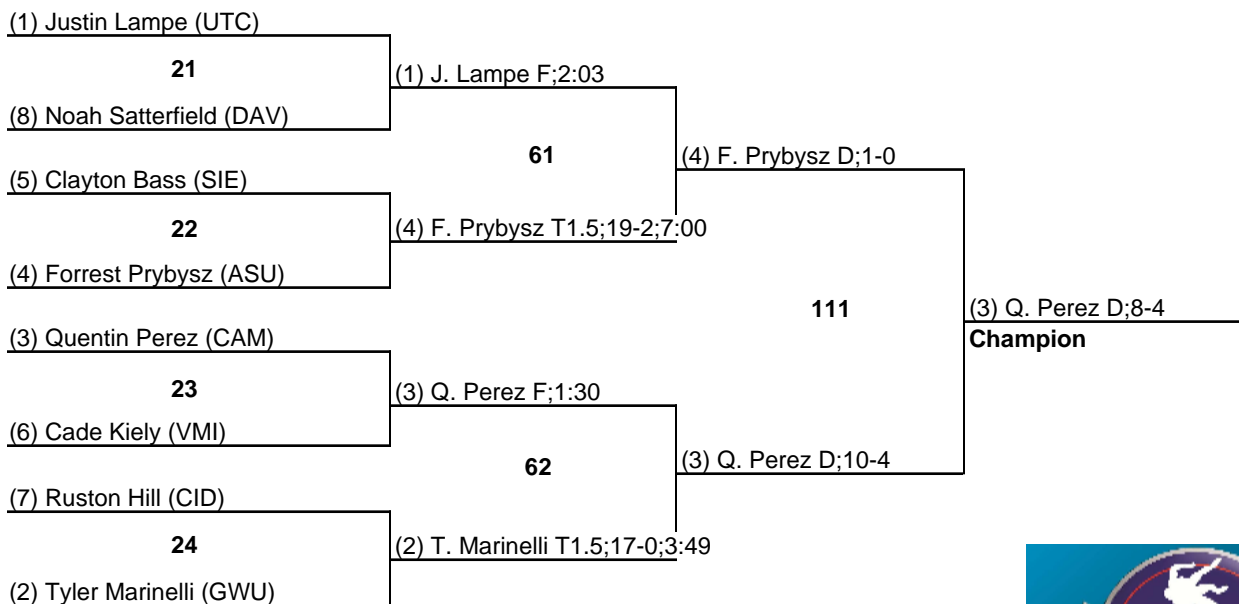 (1) Justin Lampe (UTC)
21
(1) J. Lampe F;2:03
(8) Noah Satterfield (DAV)
61
(4) F. Prybysz D;1-0
(5) Clayton Bass (SIE)
22
(4) F. Prybysz T1.5;19-2;7:00
(4) Forrest Prybysz (ASU)
111
(3) Q. Perez D;8-4
Champion
(3) Quentin Perez (CAM)
23
(3) Q. Perez F;1:30
(6) Cade Kiely (VMI)
62
(3) Q. Perez D;10-4
(7) Ruston Hill (CID)
24
(2) T. Marinelli T1.5;17-0;3:49
(2) Tyler Marinelli (GWU)